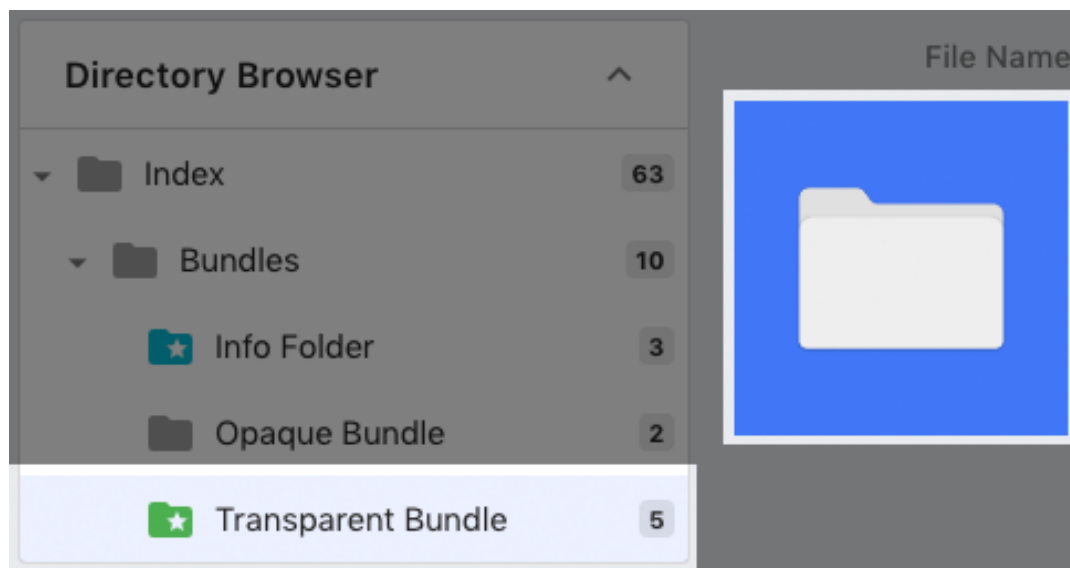 Directory Browser
File Name
Index 63
Bundles 10
Info Folder 3
Opaque Bundle 2
Transparent Bundle 5